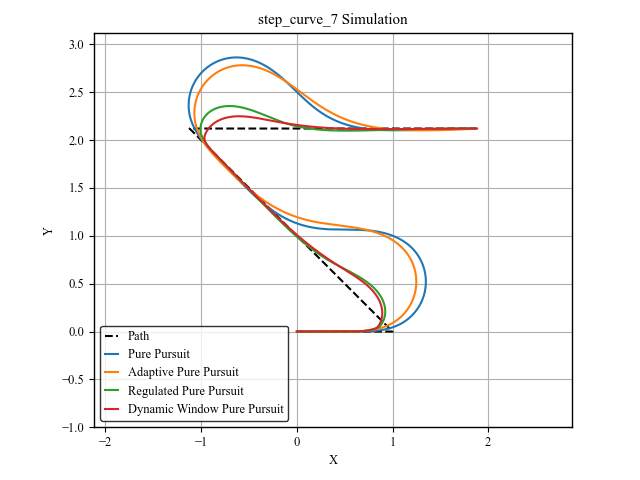 step_curve_7 Simulation
3.0
2.5
2.0
1.5
1.0
0.5
0.0
−0.5
−1.0
Y
Path
Pure Pursuit
Adaptive Pure Pursuit
Regulated Pure Pursuit
Dynamic Window Pure Pursuit
−2 −1 0 1 2
X